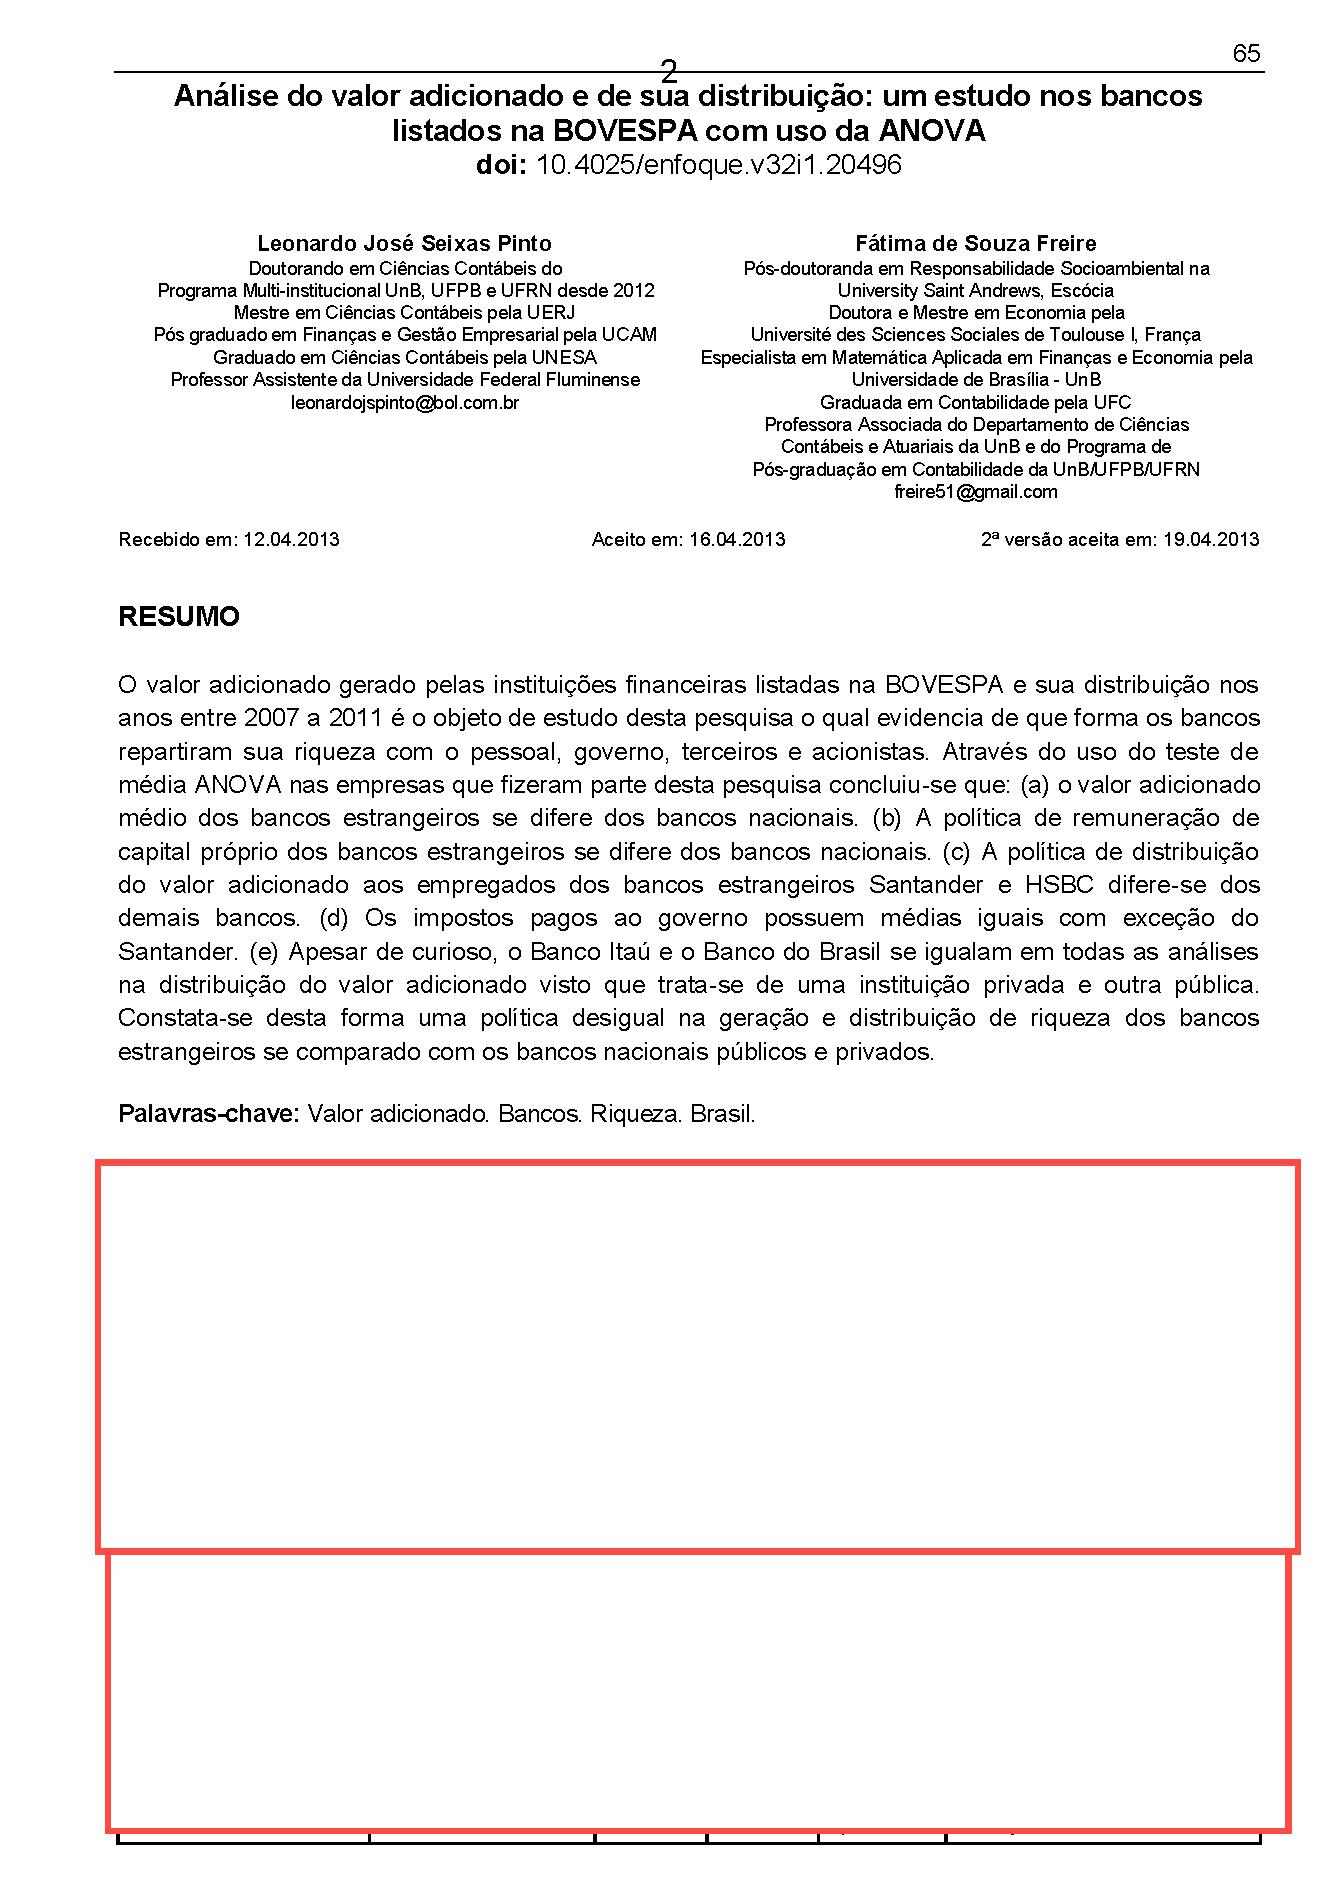 65
2
Análise do valor adicionado e de sua distribuição: um estudo nos bancos
listados na BOVESPA com uso da ANOVA
doi: 10.4025/enfoque.v32i1.20496
Leonardo José Seixas Pinto
Doutorando em Ciências Contábeis do
Programa Multi-institucional UnB, UFPB e UFRN desde 2012
Mestre em Ciências Contábeis pela UERJ
Pós graduado em Finanças e Gestão Empresarial pela UCAM
Graduado em Ciências Contábeis pela UNESA
Professor Assistente da Universidade Federal Fluminense
leonardojspinto@bol.com.br
Fátima de Souza Freire
Pós-doutoranda em Responsabilidade Socioambiental na
University Saint Andrews, Escócia
Doutora e Mestre em Economia pela
Université des Sciences Sociales de Toulouse I, França
Especialista em Matemática Aplicada em Finanças e Economia pela
Universidade de Brasília - UnB
Graduada em Contabilidade pela UFC
Professora Associada do Departamento de Ciências
Contábeis e Atuariais da UnB e do Programa de
Pós-graduação em Contabilidade da UnB/UFPB/UFRN
freire51@gmail.com
Recebido em: 12.04.2013 Aceito em: 16.04.2013 2ª versão aceita em: 19.04.2013
RESUMO
O valor adicionado gerado pelas instituições financeiras listadas na BOVESPA e sua distribuição nos
anos entre 2007 a 2011 é o objeto de estudo desta pesquisa o qual evidencia de que forma os bancos
repartiram sua riqueza com o pessoal, governo, terceiros e acionistas. Através do uso do teste de
média ANOVA nas empresas que fizeram parte desta pesquisa concluiu-se que: (a) o valor adicionado
médio dos bancos estrangeiros se difere dos bancos nacionais. (b) A política de remuneração de
capital próprio dos bancos estrangeiros se difere dos bancos nacionais. (c) A política de distribuição
do valor adicionado aos empregados dos bancos estrangeiros Santander e HSBC difere-se dos
demais bancos. (d) Os impostos pagos ao governo possuem médias iguais com exceção do
Santander. (e) Apesar de curioso, o Banco Itaú e o Banco do Brasil se igualam em todas as análises
na distribuição do valor adicionado visto que trata-se de uma instituição privada e outra pública.
Constata-se desta forma uma política desigual na geração e distribuição de riqueza dos bancos
estrangeiros se comparado com os bancos nacionais públicos e privados.
Palavras-chave: Valor adicionado. Bancos. Riqueza. Brasil.